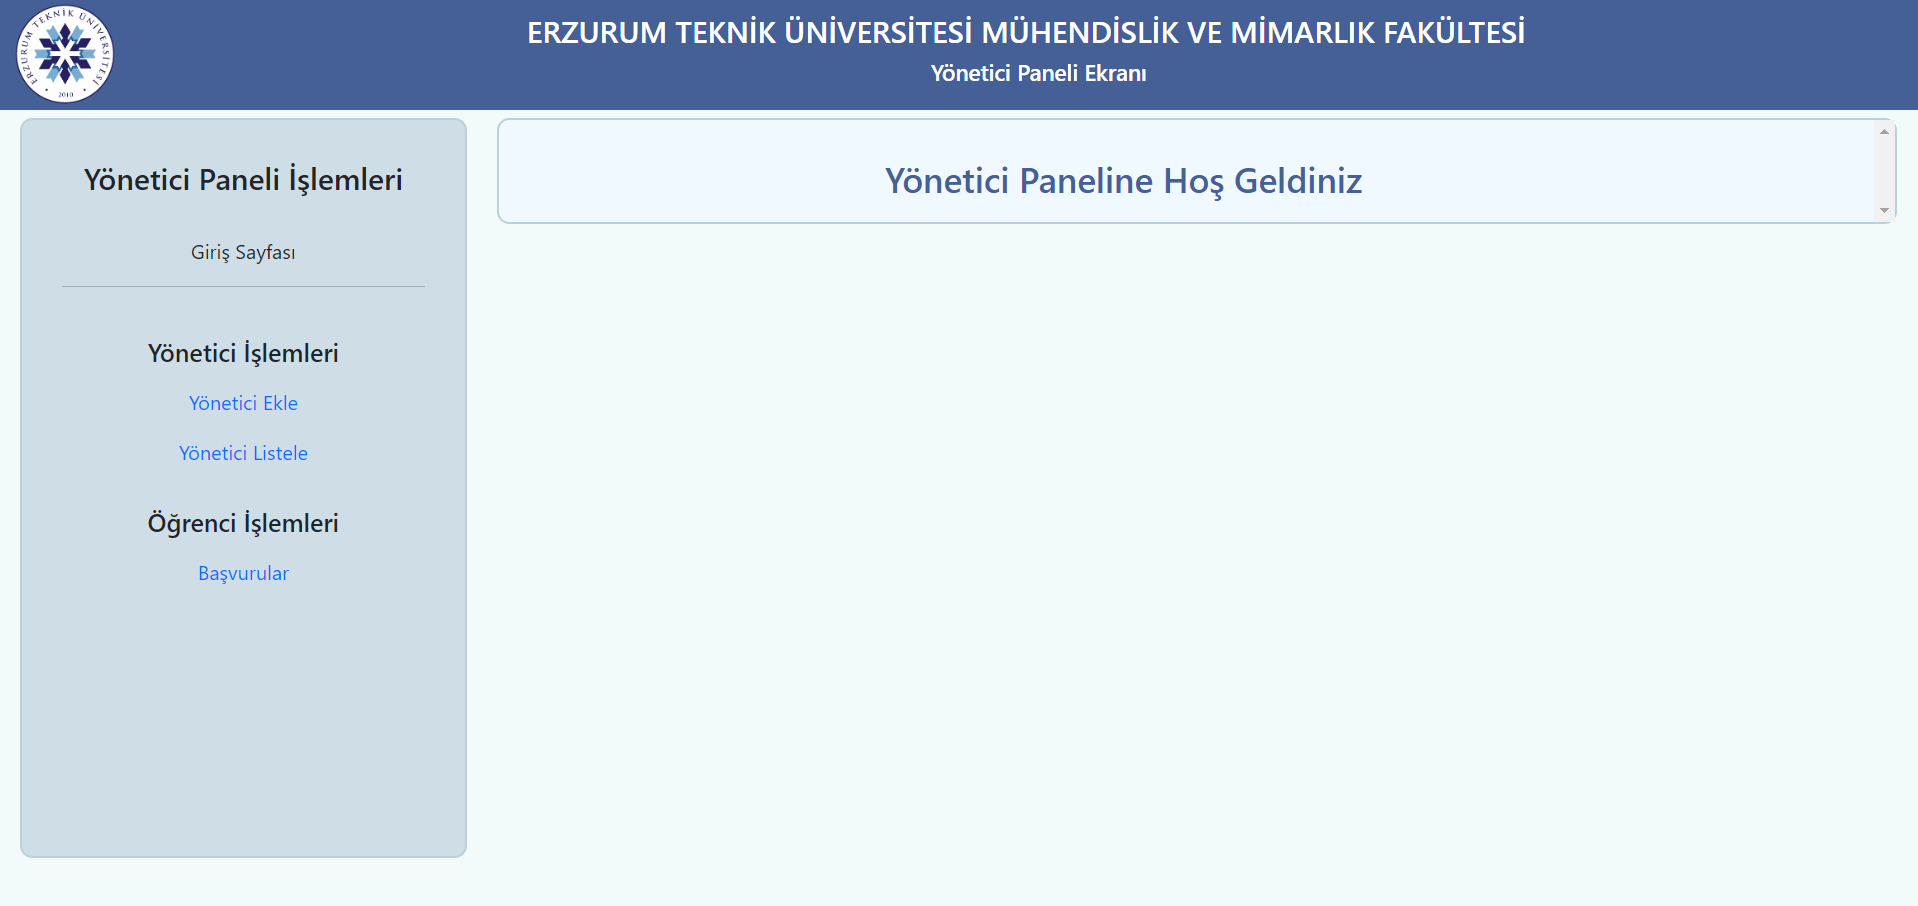 ERZURUM TEKNİK ÜNİVERSİTESİ
2010
ERZURUM TEKNİK ÜNİVERSİTESİ MÜHENDİSLİK VE MİMARLIK FAKÜLTESİ
Yönetici Paneli Ekranı
Yönetici Paneli İşlemleri
Giriş Sayfası
Yönetici İşlemleri
Yönetici Ekle
Yönetici Listele
Öğrenci İşlemleri
Başvurular
Yönetici Paneline Hoş Geldiniz